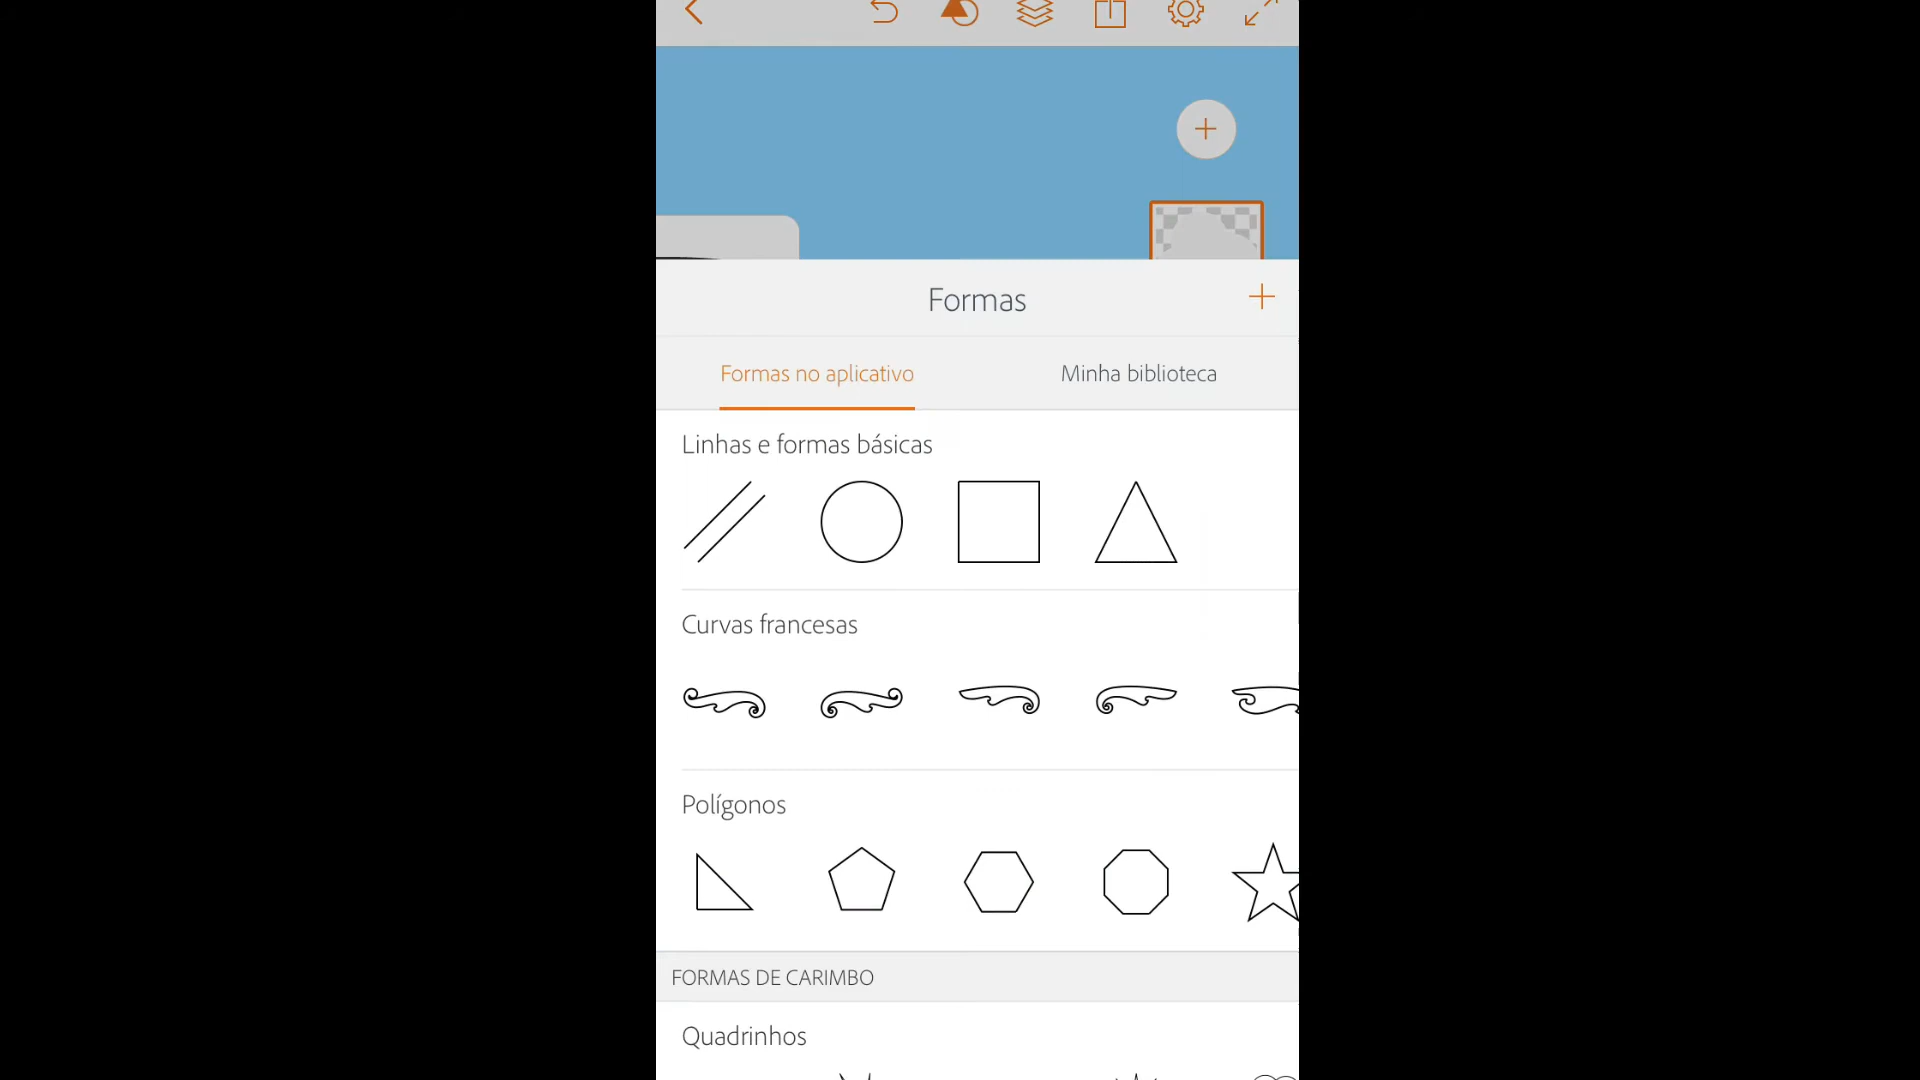 Formas
Formas no aplicativo
Minha biblioteca
Linhas e formas básicas
Curvas francesas
Polígonos
FORMAS DE CARIMBO
Quadrinhos